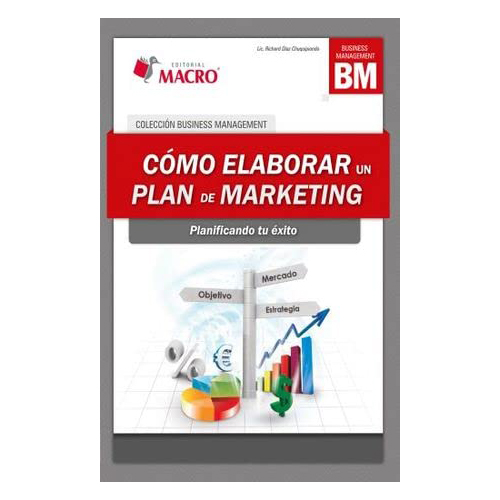 Lic. Richard Díaz Chuquipiondo
EDITORIAL
MACRO®
BUSINESS
MANAGEMENT
BM
COLECCIÓN BUSINESS MANAGEMENT
CÓMO ELABORAR UN
PLAN DE MARKETING
Planificando tu éxito
Mercado
Objetivo
Estrategia